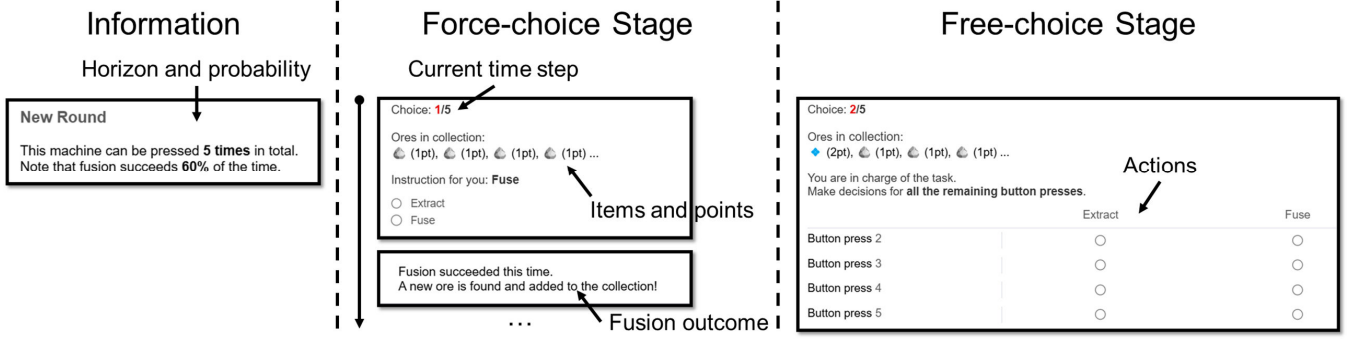 Information
Horizon and probability
New Round
This machine can be pressed 5 times in total.
Note that fusion succeeds 60% of the time.
Force-choice Stage
Current time step
Choice: 1/5
Ores in collection:
(1pt), (1pt), (1pt), (1pt) ...
Instruction for you: Fuse
Extract
Fuse
Items and points
Fusion succeeded this time.
A new ore is found and added to the collection!
...
Fusion outcome
Free-choice Stage
Choice: 2/5
Ores in collection:
(2pt), (1pt), (1pt), (1pt) ...
You are in charge of the task.
Make decisions for all the remaining button presses.
Actions
Extract Fuse
Button press 2
Button press 3
Button press 4
Button press 5